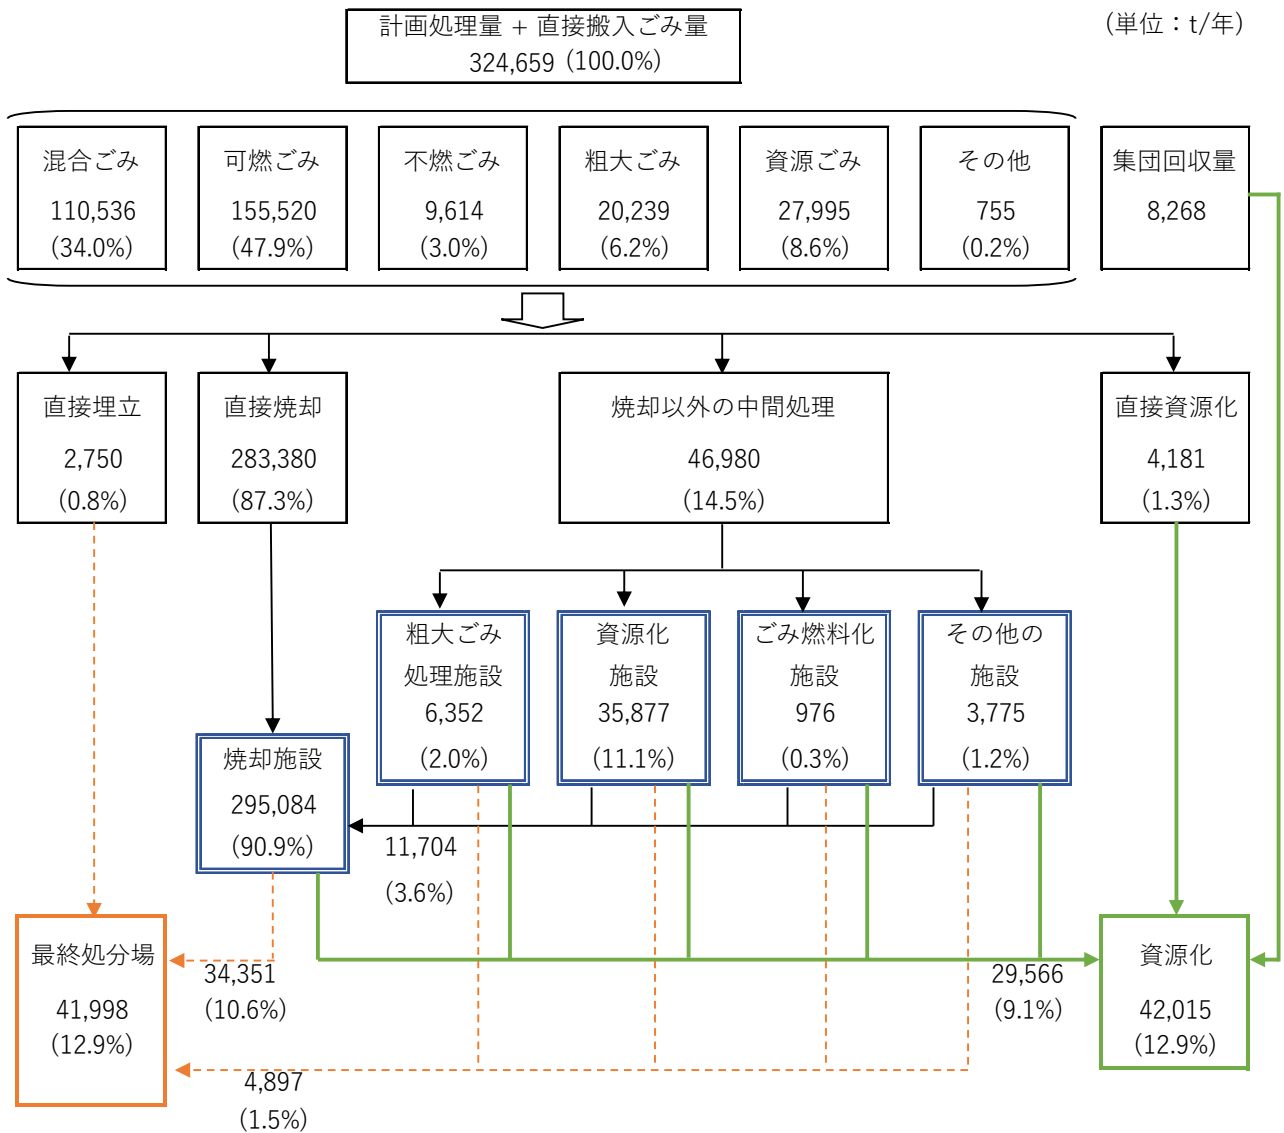 計画処理量 + 直接搬入ごみ量
324,659 (100.0%)
(単位：t/年)
混合ごみ
110,536
(34.0%)
可燃ごみ
155,520
(47.9%)
不燃ごみ
9,614
(3.0%)
粗大ごみ
20,239
(6.2%)
資源ごみ
27,995
(8.6%)
その他
755
(0.2%)
集団回収量
8,268
直接埋立
2,750
(0.8%)
直接焼却
283,380
(87.3%)
焼却以外の中間処理
46,980
(14.5%)
直接資源化
4,181
(1.3%)
粗大ごみ
処理施設
6,352
(2.0%)
資源化
施設
35,877
(11.1%)
ごみ燃料化
施設
976
(0.3%)
その他の
施設
3,775
(1.2%)
焼却施設
295,084
(90.9%)
11,704
(3.6%)
最終処分場
41,998
(12.9%)
34,351
(10.6%)
29,566
(9.1%)
資源化
42,015
(12.9%)
4,897
(1.5%)